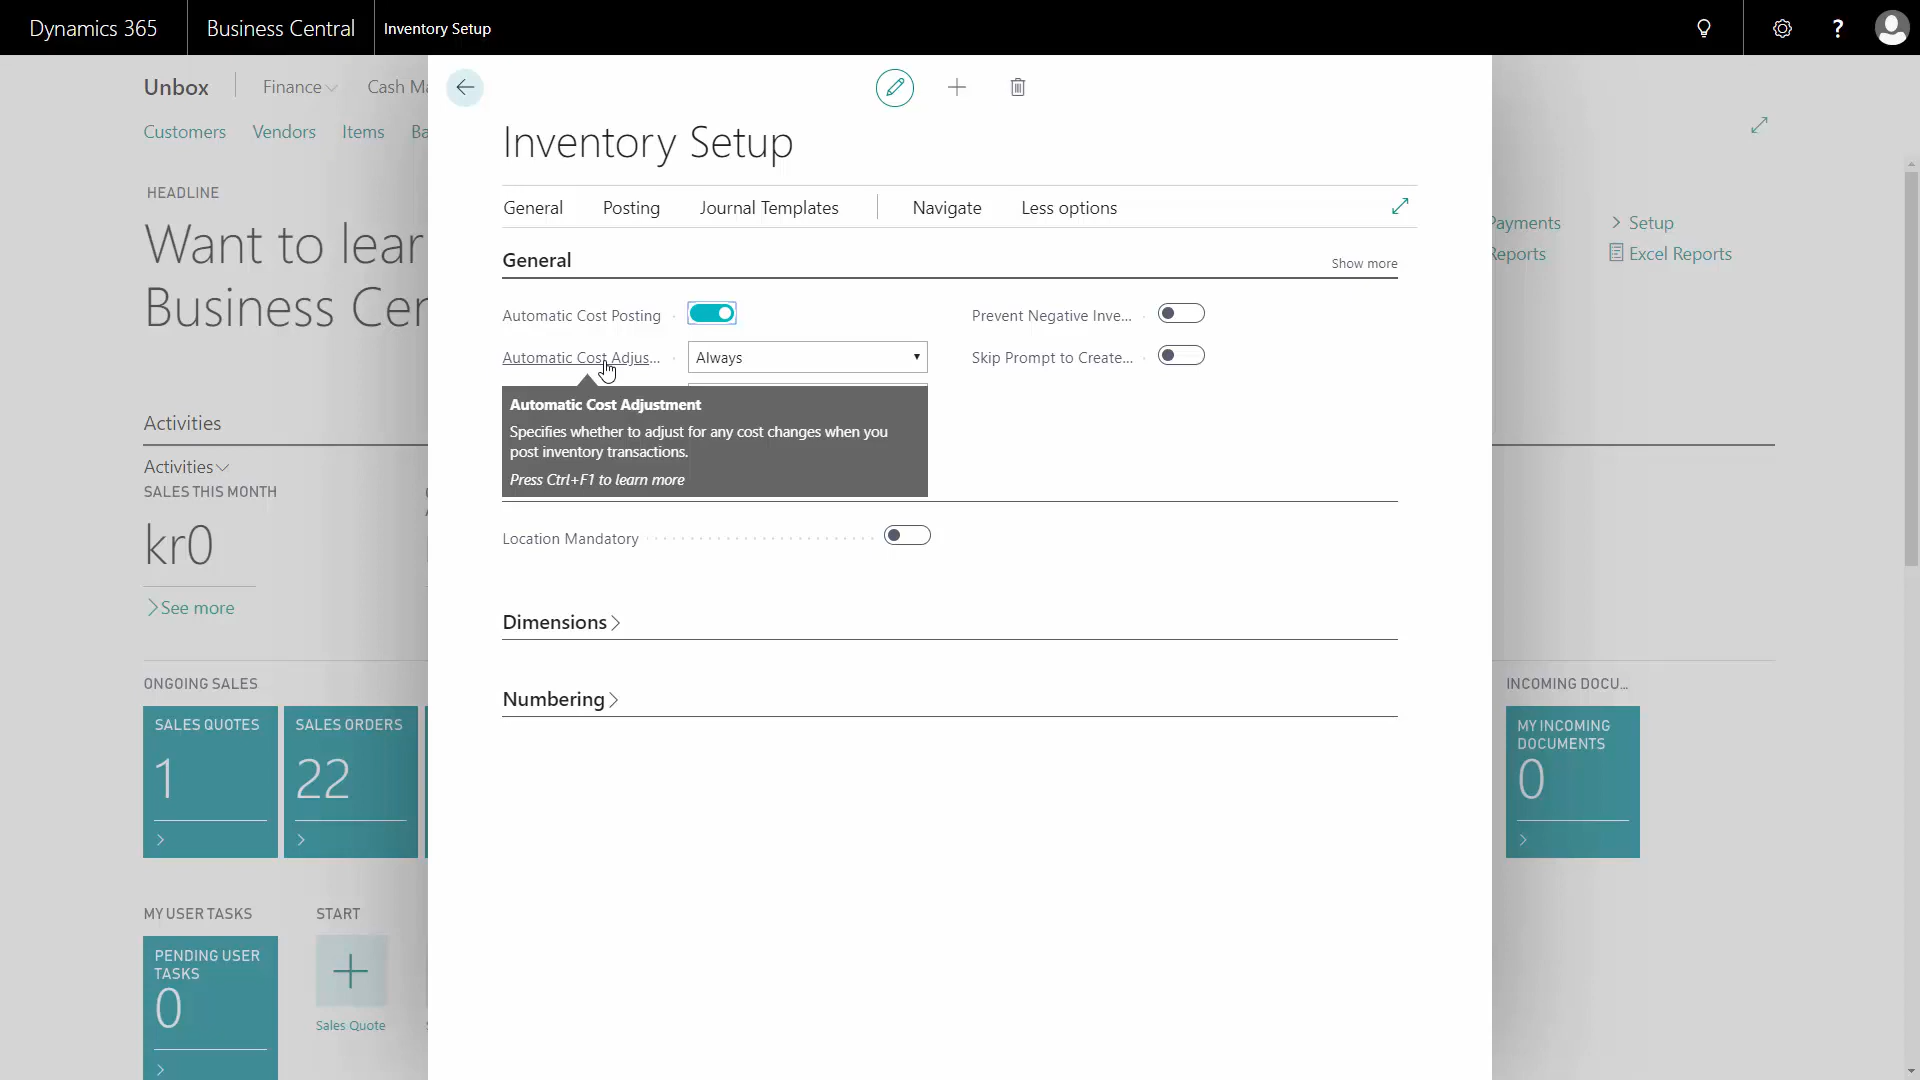 Dynamics 365
Business Central
Inventory Setup
?
Unbox
Finance
Cash Ma
Customers
Vendors
Items
Ba
HEADLINE
Want to lear
Business Cer
Payments
Setup
Reports
Excel Reports
Inventory Setup
General
Posting
Journal Templates
Navigate
Less options
General
Show more
Automatic Cost Posting
Prevent Negative Inve...
Automatic Cost Adjus...
Always
Skip Prompt to Create...
Automatic Cost Adjustment
Specifies whether to adjust for any cost changes when you
post inventory transactions.
Press Ctrl+F1 to learn more
Location Mandatory
Dimensions
Numbering
Activities
Activities
SALES THIS MONTH
kr0
See more
ONGOING SALES
SALES QUOTES
1
SALES ORDERS
22
INCOMING DOCU...
MY INCOMING
DOCUMENTS
0
MY USER TASKS
START
PENDING USER
TASKS
0
Sales Quote